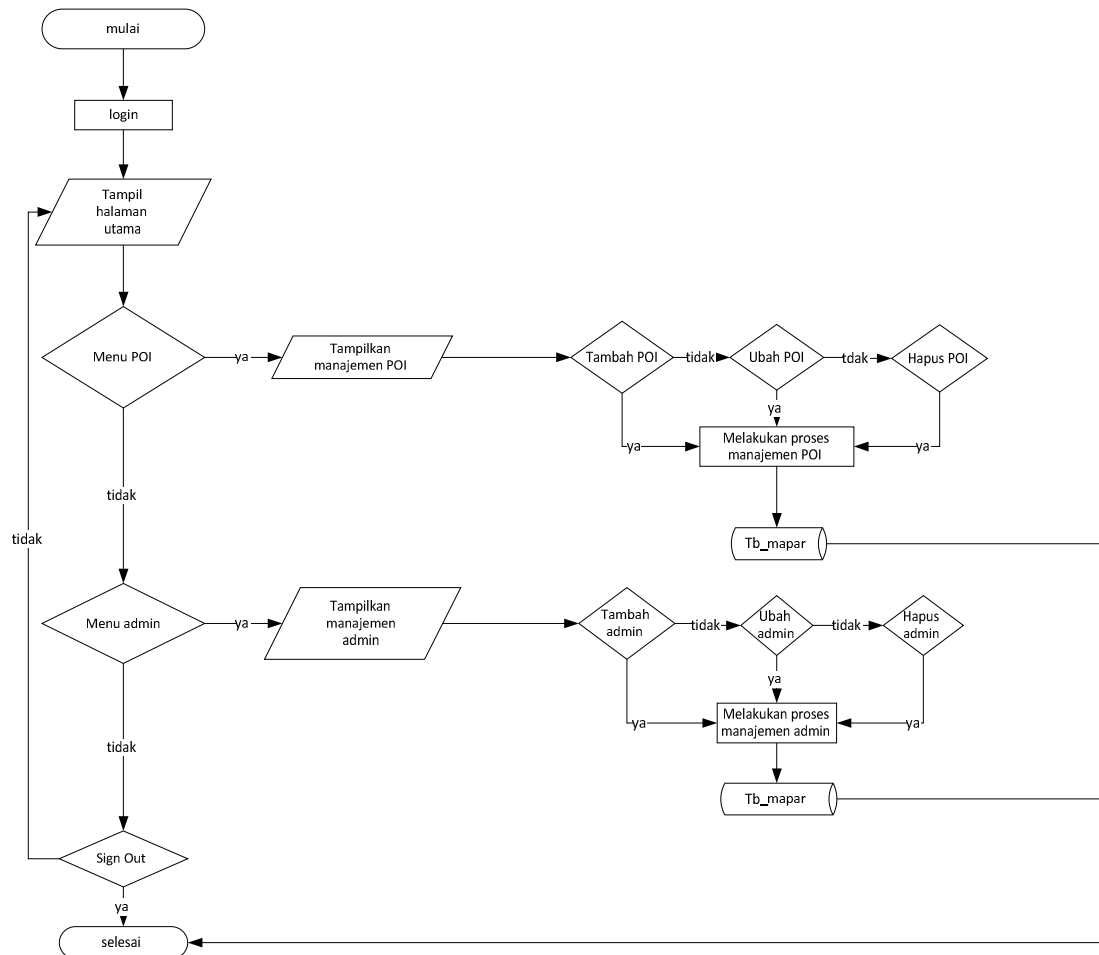 mulai
login
Tampil
halaman
utama
Menu POI
ya
Tampilkan
manajemen POI
Tambah POI
tidak
Ubah POI
tdak
Hapus POI
ya
ya
ya
Melakukan proses
manajemen POI
Tb_mapar
tidak
tidak
Menu admin
ya
Tampilkan
manajemen
admin
Tambah
admin
tidak
Ubah
admin
tidak
Hapus
admin
ya
ya
ya
Melakukan proses
manajemen admin
Tb_mapar
tidak
Sign Out
ya
selesai